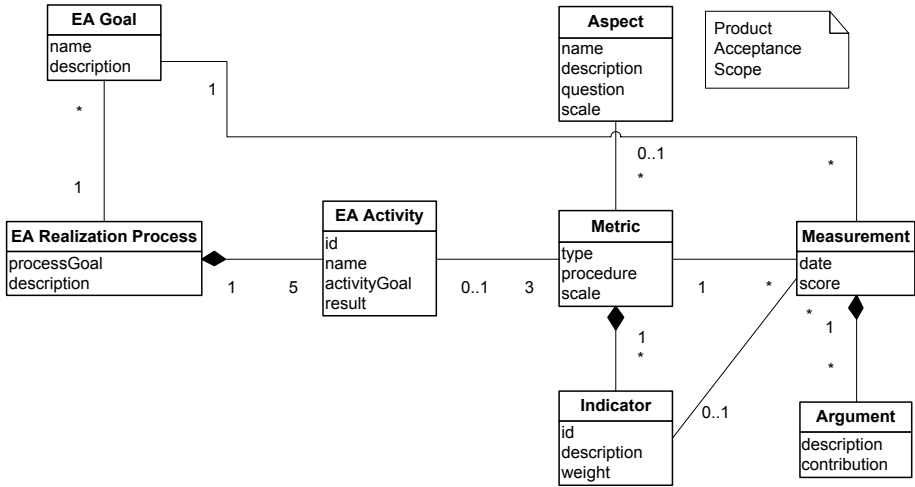 EA Goal
name
description
Aspect
name
description
question
scale
Product
Acceptance
Scope
1
*
0..1
*
*
1
EA Realization Process
processGoal
description
EA Activity
id
name
activityGoal
result
Metric
type
procedure
scale
Measurement
date
score
1
5
0..1
3
1
*
*
1
1
*
*
Indicator
id
description
weight
0..1
Argument
description
contribution